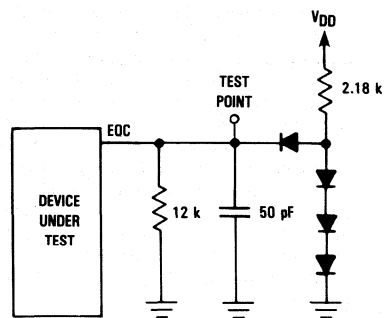 VDD
2.18 k
TEST
POINT
EOC
DEVICE
UNDER
TEST
12 k
50 pF